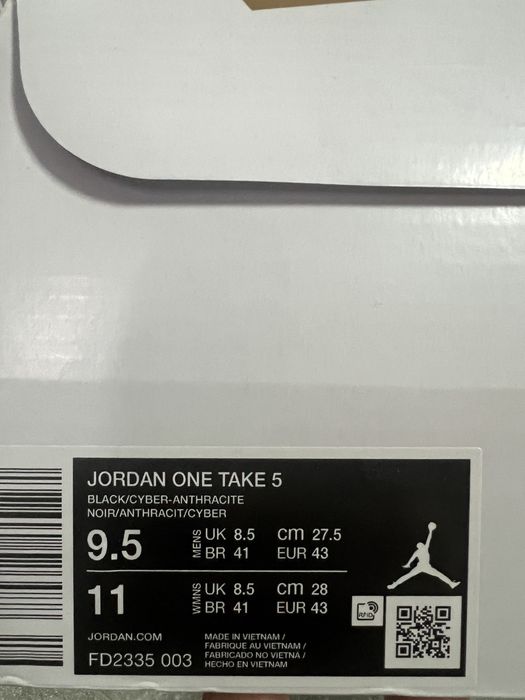 JORDAN ONE TAKE 5
BLACK/CYBER-ANTHRACITE
NOIR/ANTHRACIT/CYBER
9.5 MENS UK 8.5 cm 27.5
BR 41 EUR 43
11 WMNS UK 8.5 cm 28
BR 41 EUR 43
RFID
JORDAN.COM
FD2335 003
MADE IN VIETNAM /
FABRIQUE AU VIETNAM /
FABRICADO NO VIETNA /
HECHO EN VIETNAM